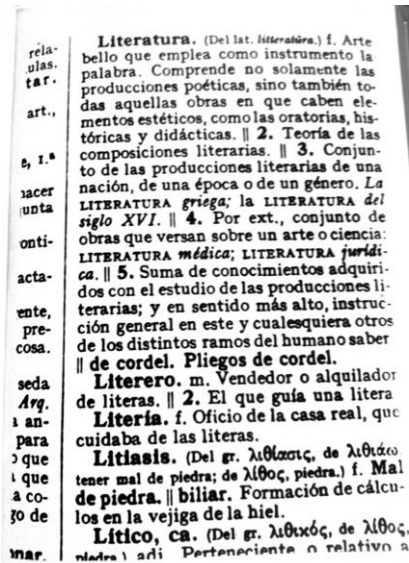 rela-
ulas.
tar.
art.,
e, 1.ª
nacer
junta
onti-
acta-
ente,
pre-
cosa.
seda
Arq.
a an-
para
o que
que
a co-
go de
onar.
Literatura. (Del lat. litteratūra.) f. Arte
bello que emplea como instrumento la
palabra. Comprende no solamente las
producciones poéticas, sino también to-
das aquellas obras en que caben ele-
mentos estéticos, como las oratorias, his-
tóricas y didácticas. || 2. Teoría de las
composiciones literarias. || 3. Conjun-
to de las producciones literarias de una
nación, de una época o de un género. La
LITERATURA griega; la LITERATURA del
siglo XVI. || 4. Por ext., conjunto de
obras que versan sobre un arte o ciencia:
LITERATURA médica; LITERATURA jurídi-
ca. || 5. Suma de conocimientos adquiri-
dos con el estudio de las producciones li-
terarias; y en sentido más alto, instruc-
ción general en este y cualesquiera otros
de los distintos ramos del humano saber
|| de cordel. Pliegos de cordel.
Literero. m. Vendedor o alquilador
de literas. || 2. El que guía una litera
Litería. f. Oficio de la casa real, que
cuidaba de las literas.
Litiasis. (Del gr. λιθίασις, de λιθιάω
tener mal de piedra; de λίθος, piedra.) f. Mal
de piedra. || biliar. Formación de cálcu-
los en la vejiga de la hiel.
Lítico, ca. (Del gr. λιθικός, de λίθος,
piedra.) adj. Perteneciente o relativo a